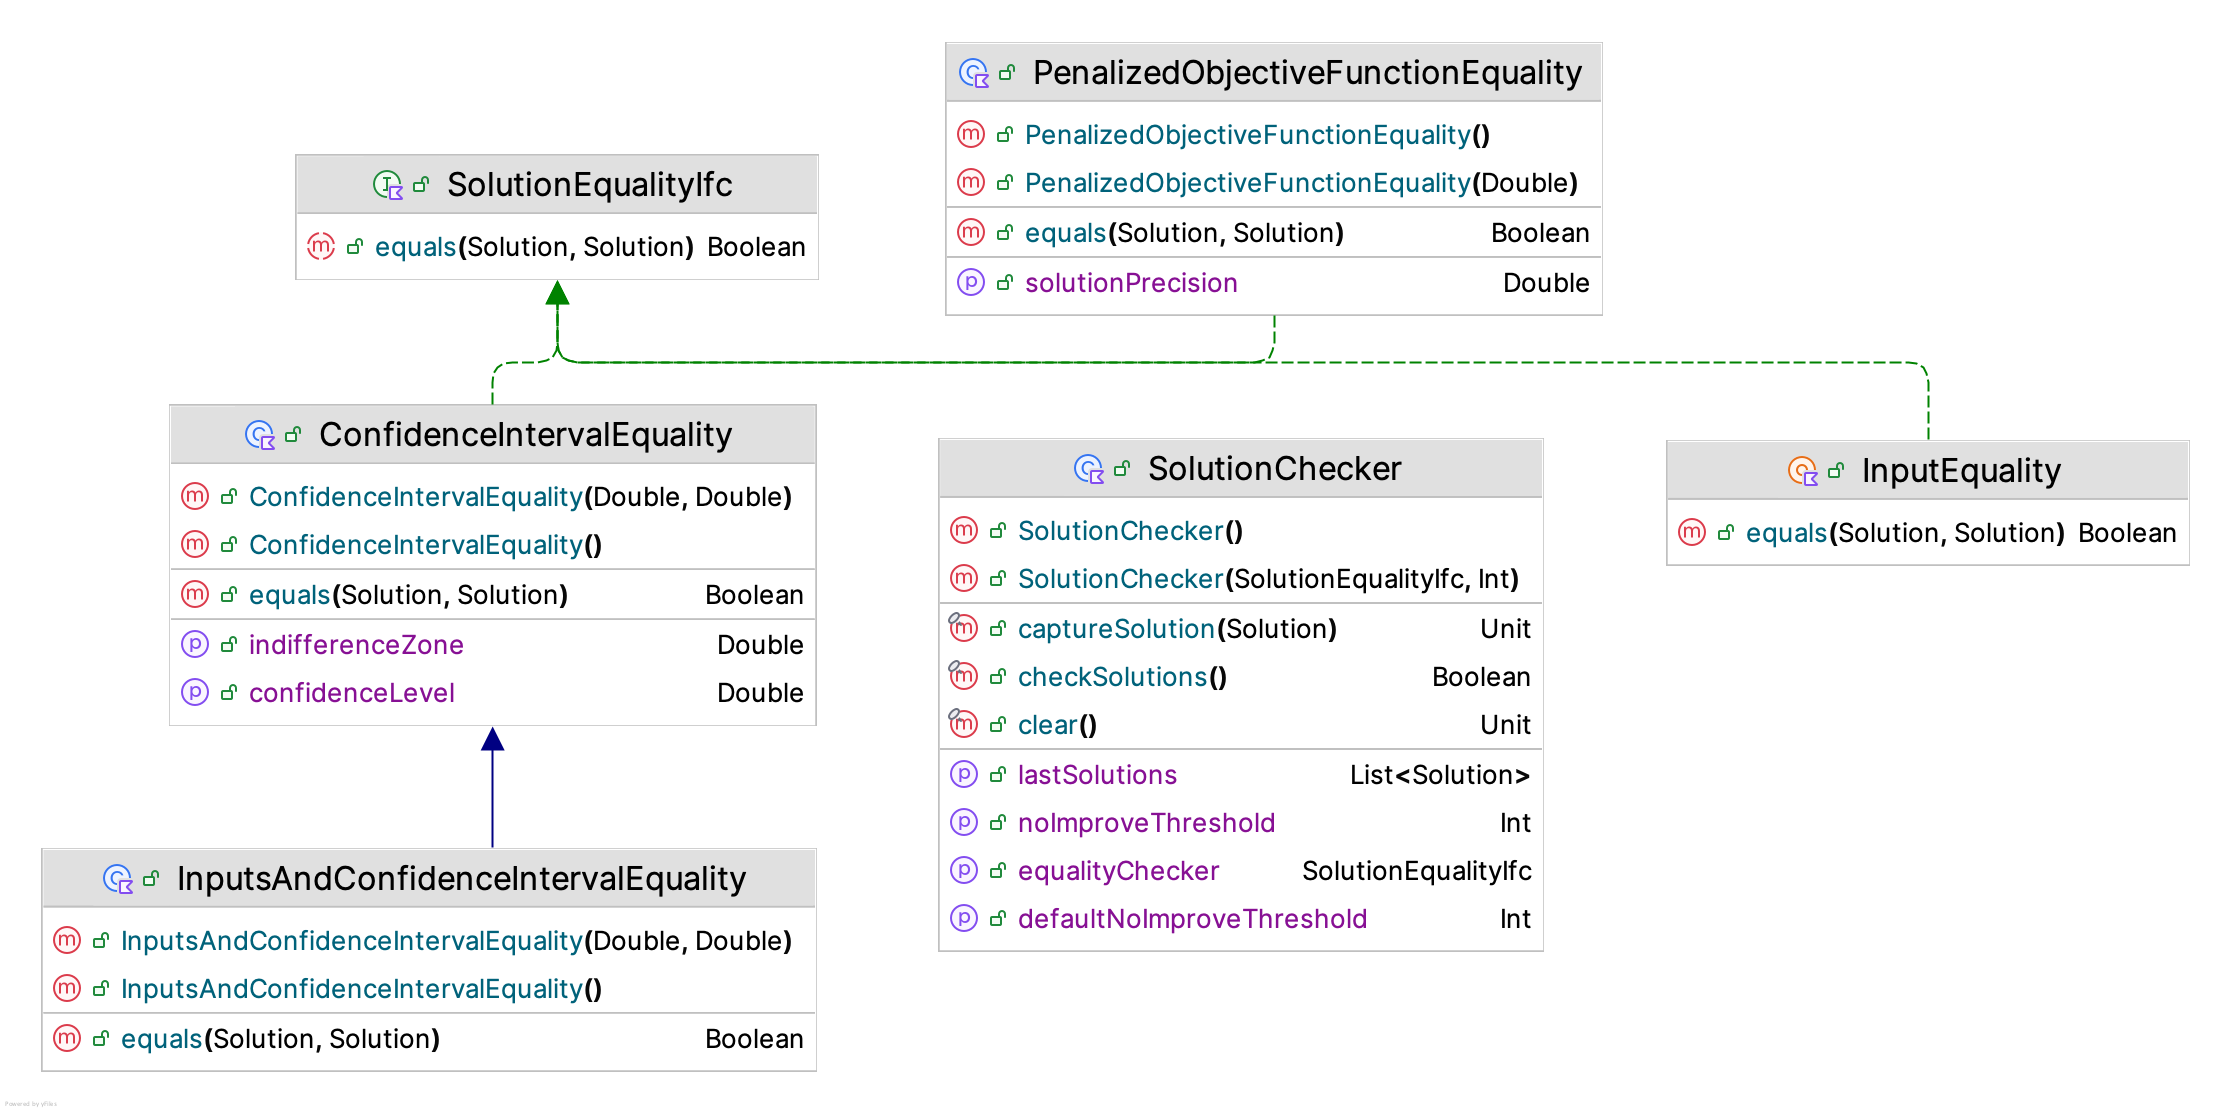 PenalizedObjectiveFunctionEquality
PenalizedObjectiveFunctionEquality()
PenalizedObjectiveFunctionEquality(Double)
equals(Solution, Solution) Boolean
solutionPrecision Double
SolutionEqualityIfc
equals(Solution, Solution) Boolean
ConfidenceIntervalEquality
ConfidenceIntervalEquality(Double, Double)
ConfidenceIntervalEquality()
equals(Solution, Solution) Boolean
indifferenceZone Double
confidenceLevel Double
SolutionChecker
SolutionChecker()
SolutionChecker(SolutionEqualityIfc, Int)
captureSolution(Solution) Unit
checkSolutions() Boolean
clear() Unit
lastSolutions List<Solution>
noImproveThreshold Int
equalityChecker SolutionEqualityIfc
defaultNoImproveThreshold Int
InputEquality
equals(Solution, Solution) Boolean
InputsAndConfidenceIntervalEquality
InputsAndConfidenceIntervalEquality(Double, Double)
InputsAndConfidenceIntervalEquality()
equals(Solution, Solution) Boolean
Powered by yFiles